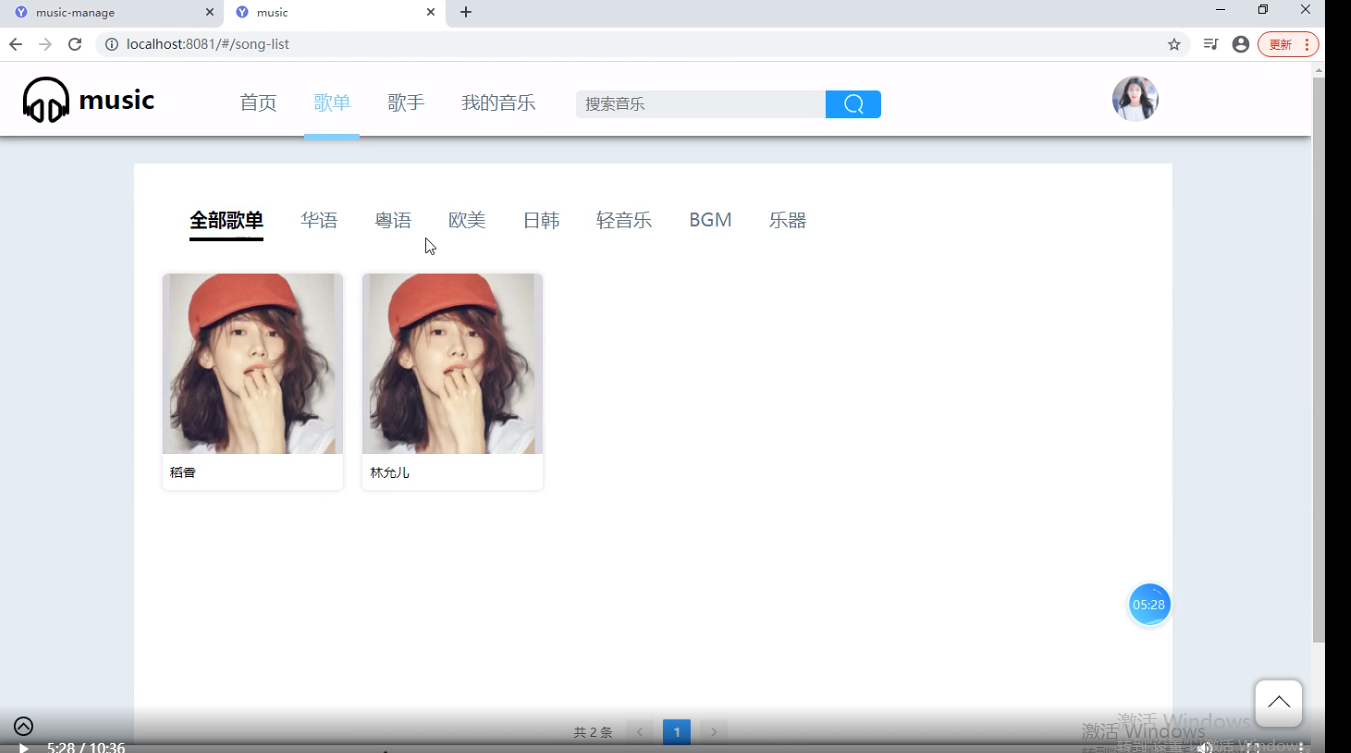 music-manage
music
localhost:8081/#/song-list
更新
music
首页
歌单
歌手
我的音乐
搜索音乐
全部歌单
华语
粤语
欧美
日韩
轻音乐
BGM
乐器
稻香
林允儿
05:28
共 2 条
1
激活 Windows
激活 Windows
5:28 / 10:36